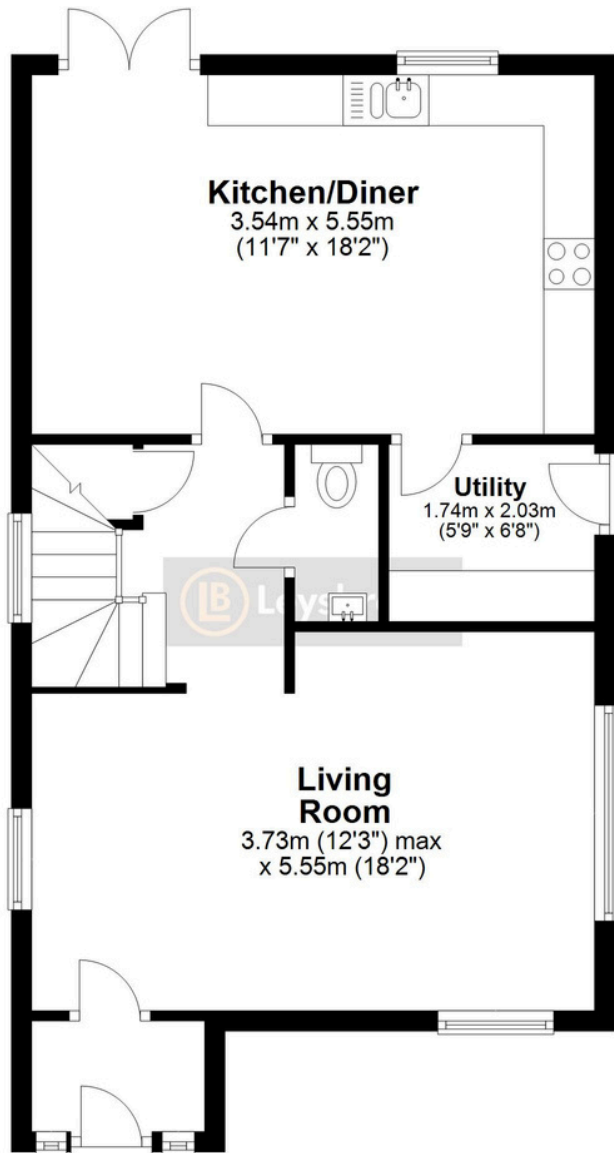 Kitchen/Diner
3.54m x 5.55m
(11'7" x 18'2")
Utility
1.74m x 2.03m
(5'9" x 6'8")
LB
Living
Room
3.73m (12'3") max
x 5.55m (18'2")